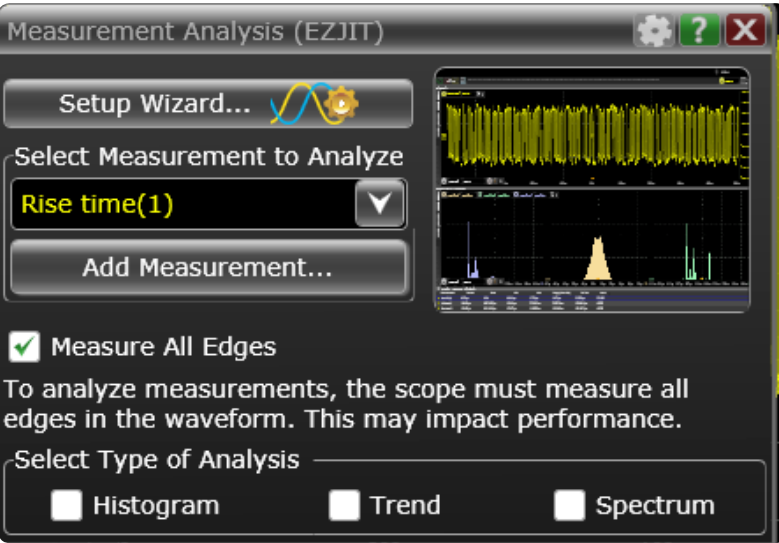 Measurement Analysis (EZJIT)
?
X
Setup Wizard...
Select Measurement to Analyze
Rise time(1)
Add Measurement...
Measure All Edges
To analyze measurements, the scope must measure all
edges in the waveform. This may impact performance.
Select Type of Analysis
Histogram Trend Spectrum